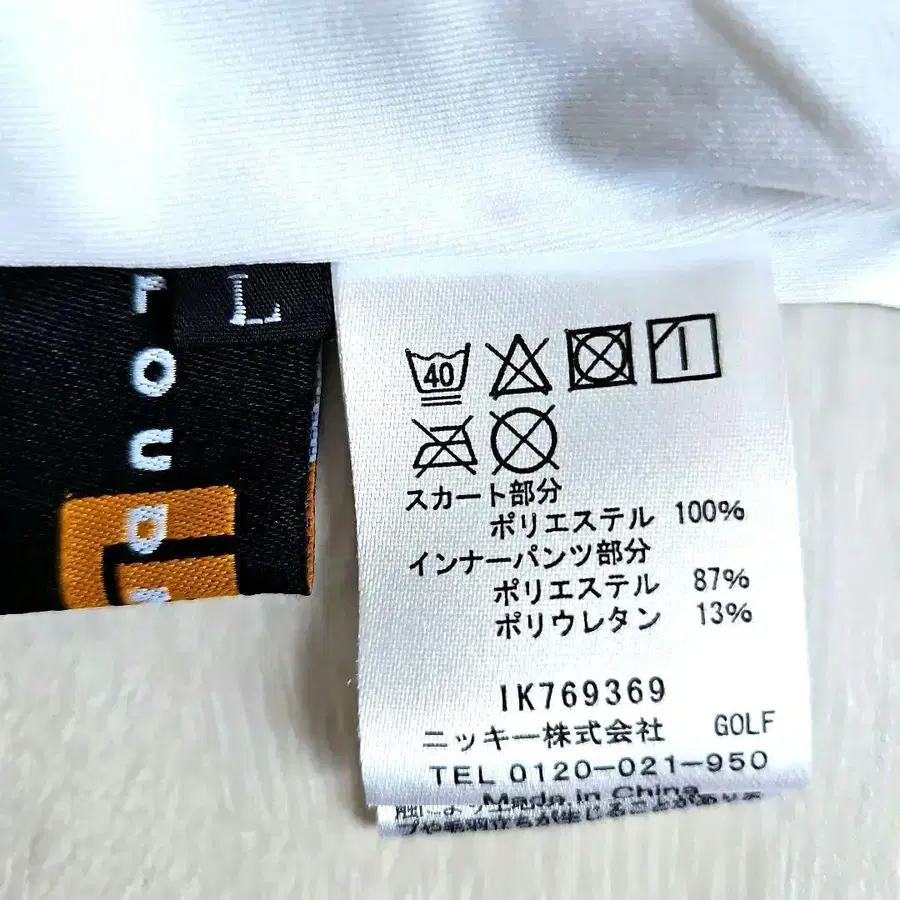 L
roun
40
スカート部分
ポリエステル 100%
インナーパンツ部分
ポリエステル 87%
ポリウレタン 13%
IK769369
ニッキー株式会社 GOLF
TEL 0120-021-950
Made in China